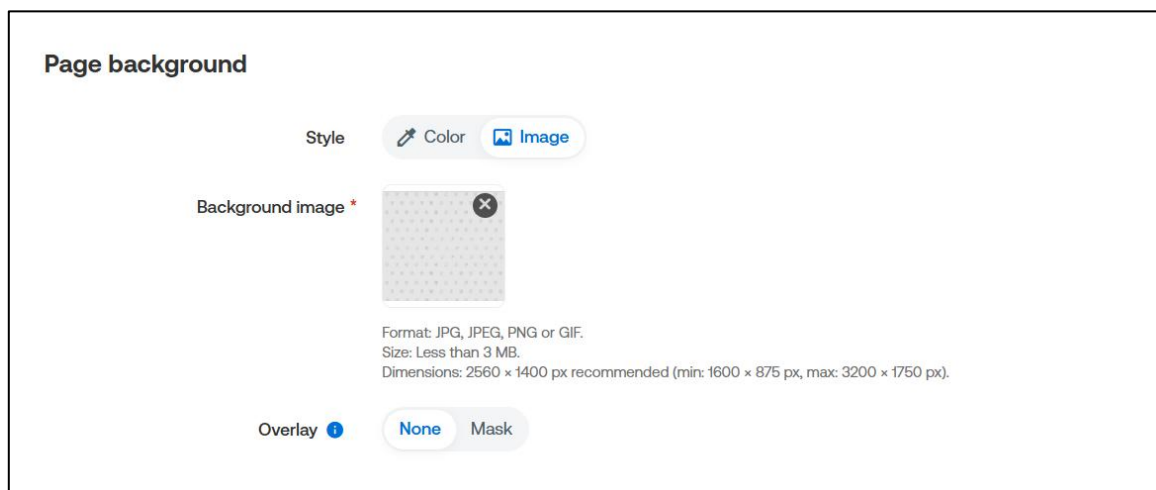 Page background
Style Color Image
Background image *
Format: JPG, JPEG, PNG or GIF.
Size: Less than 3 MB.
Dimensions: 2560 × 1400 px recommended (min: 1600 × 875 px, max: 3200 × 1750 px).
Overlay None Mask